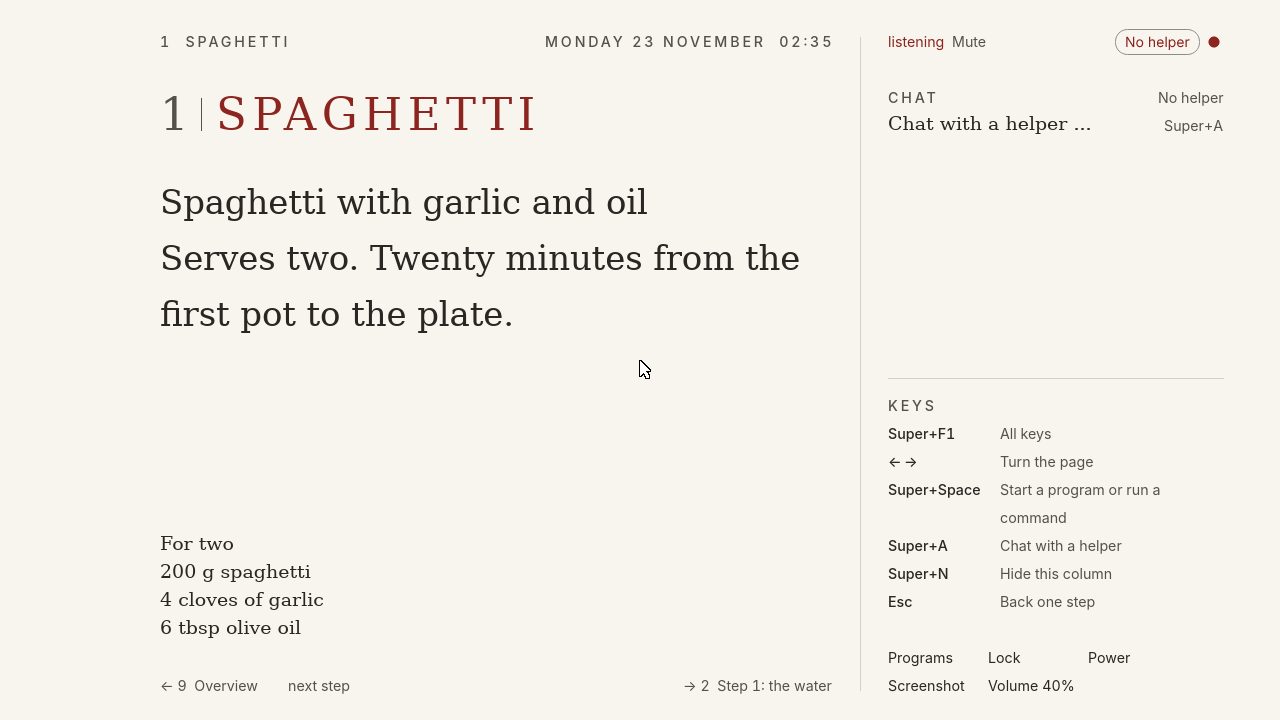 1 SPAGHETTI
MONDAY 23 NOVEMBER 02:35
1 SPAGHETTI
Spaghetti with garlic and oil
Serves two. Twenty minutes from the
first pot to the plate.
For two
200 g spaghetti
4 cloves of garlic
6 tbsp olive oil
← 9 Overview next step
→ 2 Step 1: the water
listening Mute
No helper
CHAT No helper
Chat with a helper ... Super+A
KEYS
Super+F1 All keys
← → Turn the page
Super+Space Start a program or run a
command
Super+A Chat with a helper
Super+N Hide this column
Esc Back one step
Programs Lock Power
Screenshot Volume 40%